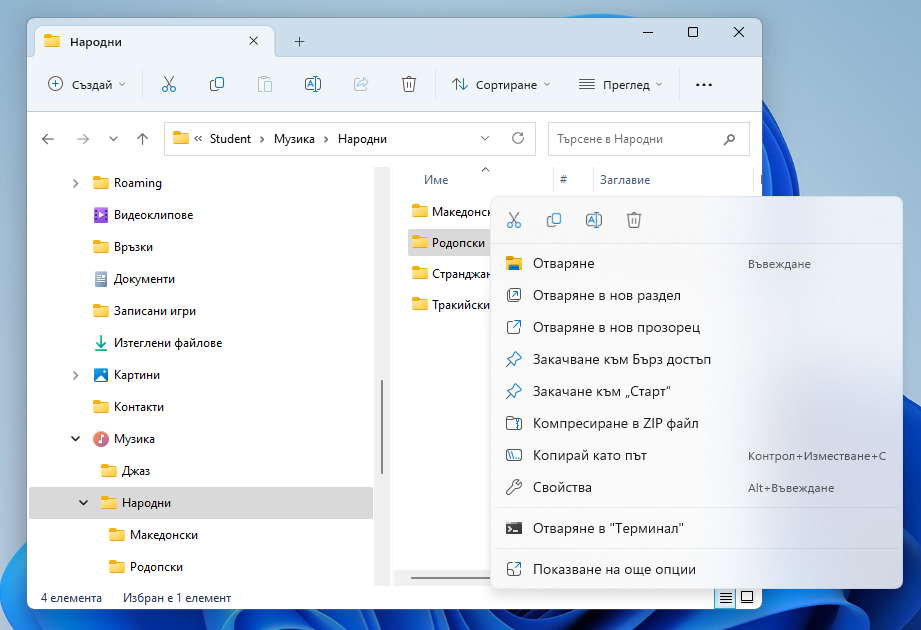 Народни
Създай
Сортиране
Преглед
Student
Музика
Народни
Търсене в Народни
Roaming
Видеоклипове
Връзки
Документи
Записани игри
Изтеглени файлове
Картини
Контакти
Музика
Джаз
Народни
Македонски
Родопски
Име
#
Заглавие
Македонск
Родопски
Странджан
Тракийски
Отваряне
Въвеждане
Отваряне в нов раздел
Отваряне в нов прозорец
Закачване към Бърз достъп
Закачане към „Старт“
Компресиране в ZIP файл
Копирай като път
Контрол+Изместване+C
Свойства
Alt+Въвеждане
Отваряне в "Терминал"
Показване на още опции
4 елемента
Избран е 1 елемент